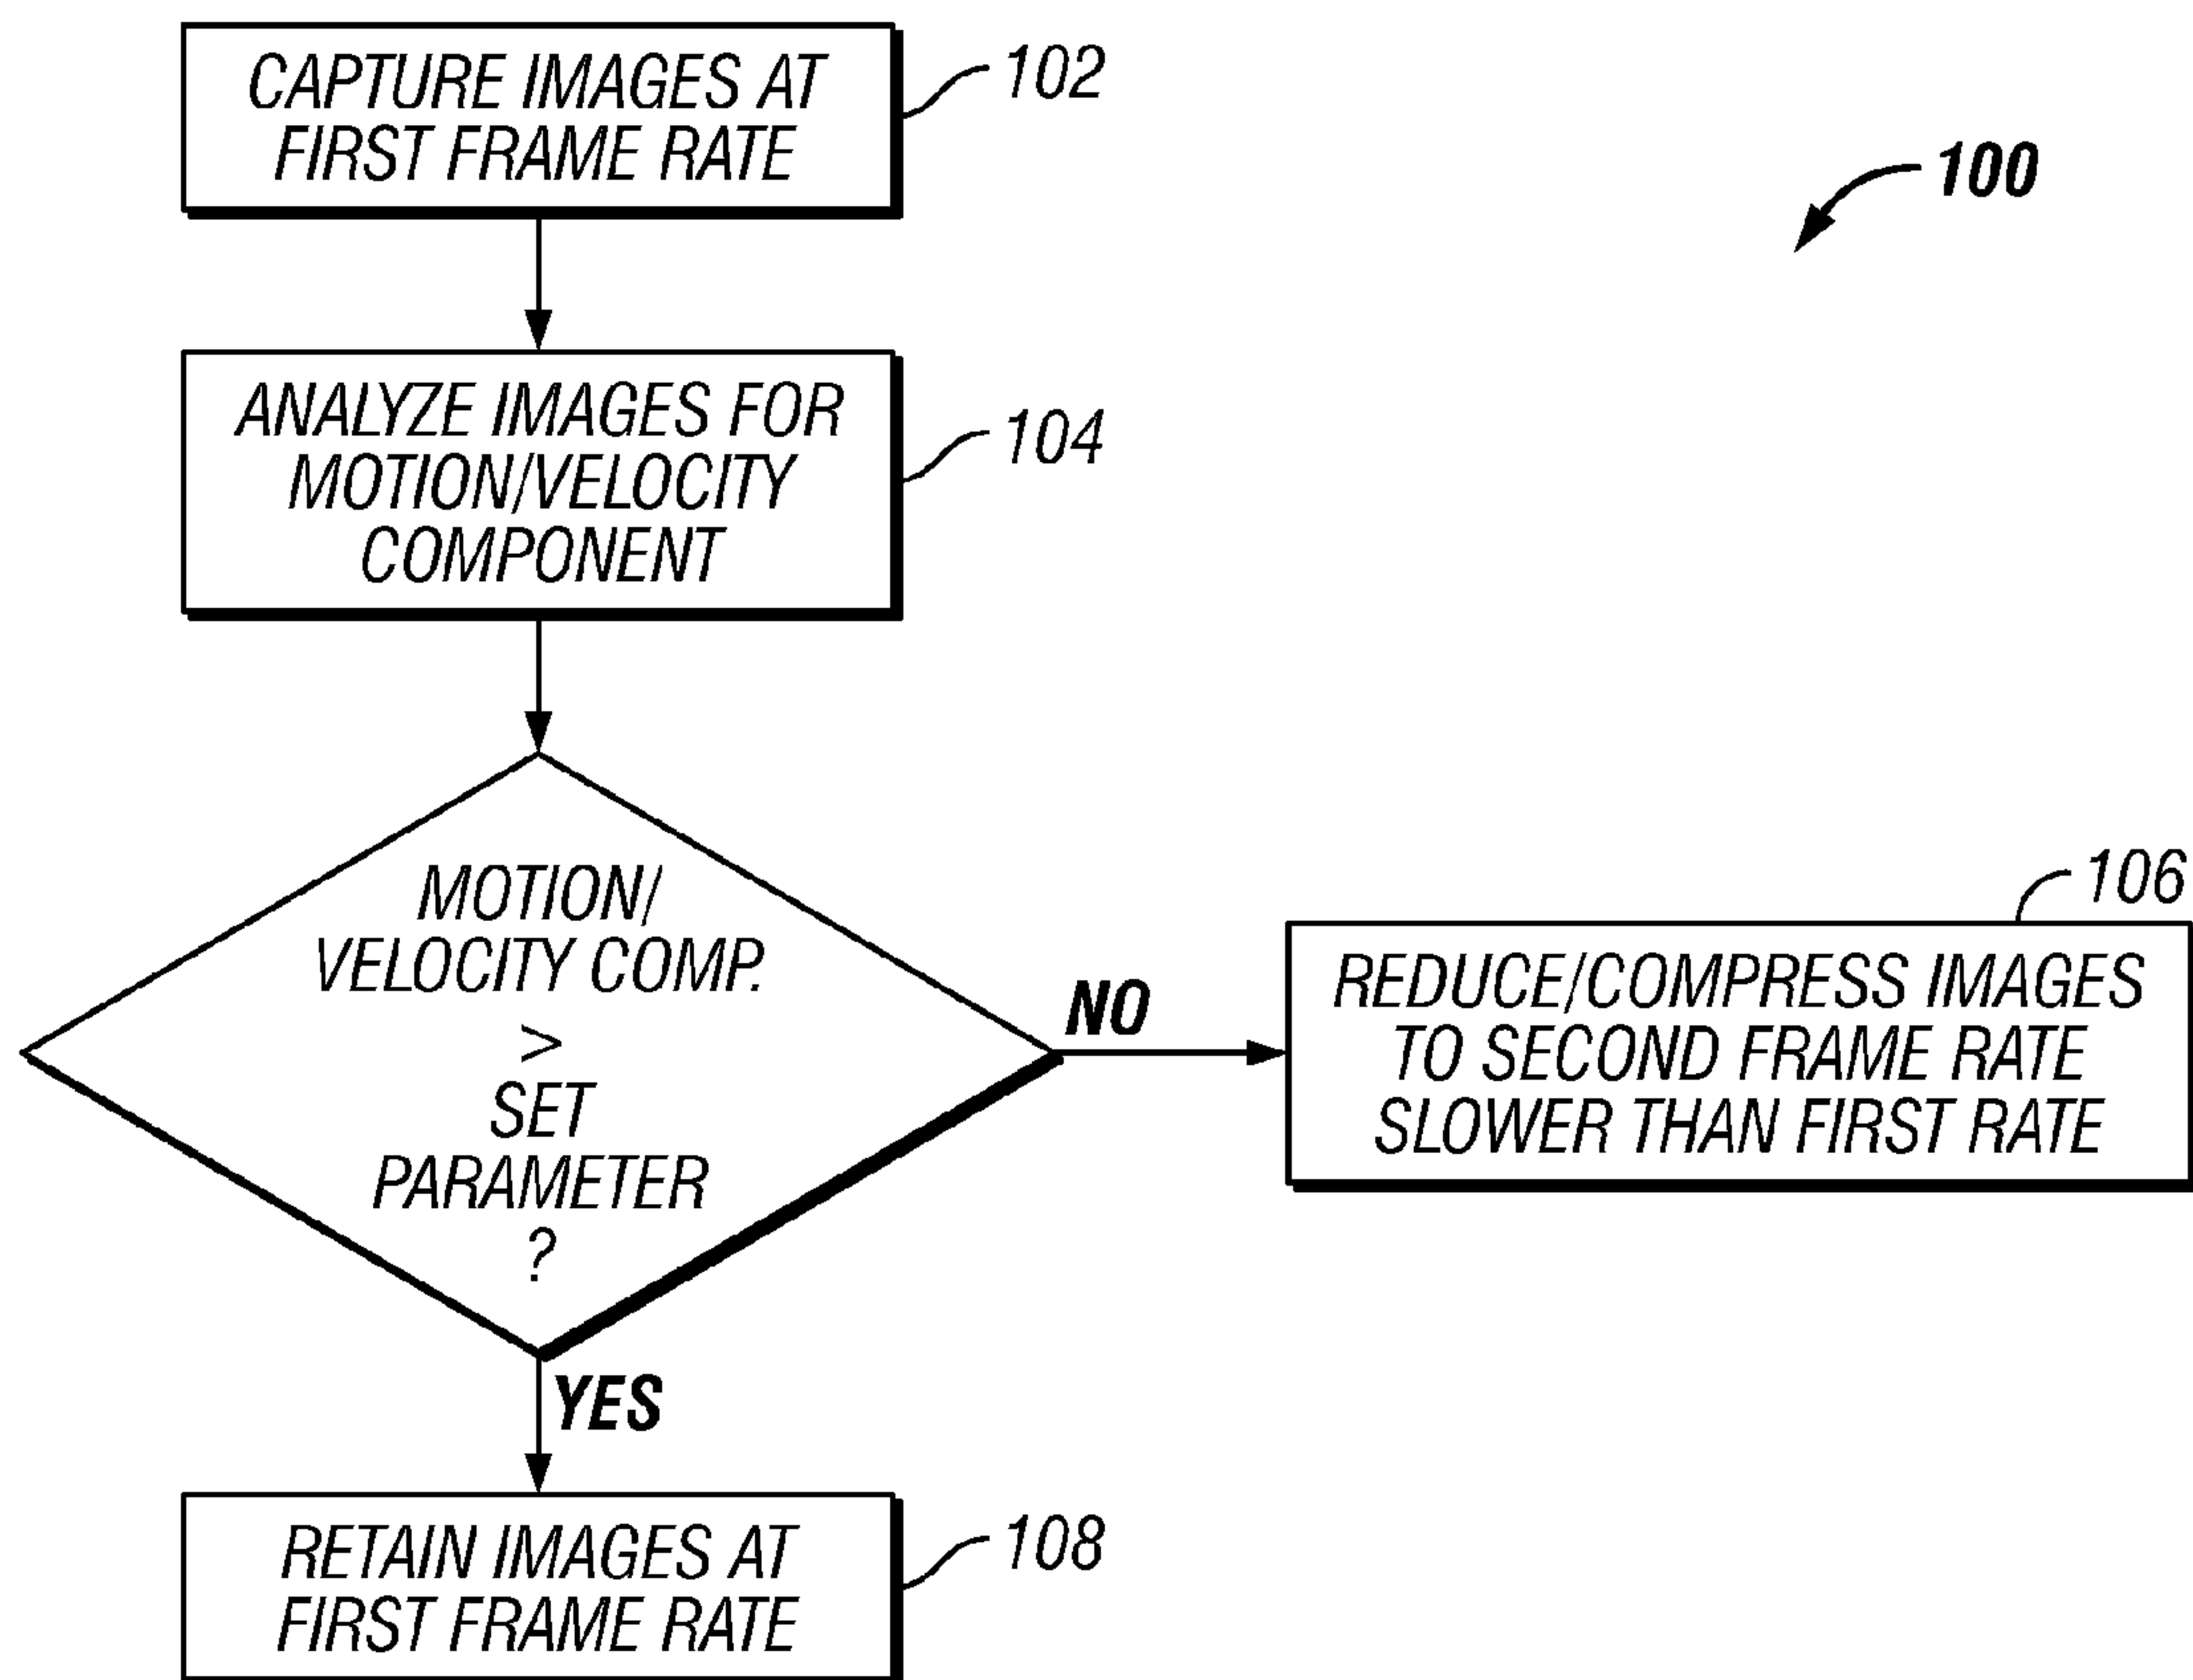 CAPTURE IMAGES AT
FIRST FRAME RATE
102
100
ANALYZE IMAGES FOR
MOTION/VELOCITY
COMPONENT
104
MOTION/
VELOCITY COMP.
>
SET
PARAMETER
?
NO
106
REDUCE/COMPRESS IMAGES
TO SECOND FRAME RATE
SLOWER THAN FIRST RATE
YES
RETAIN IMAGES AT
FIRST FRAME RATE
108